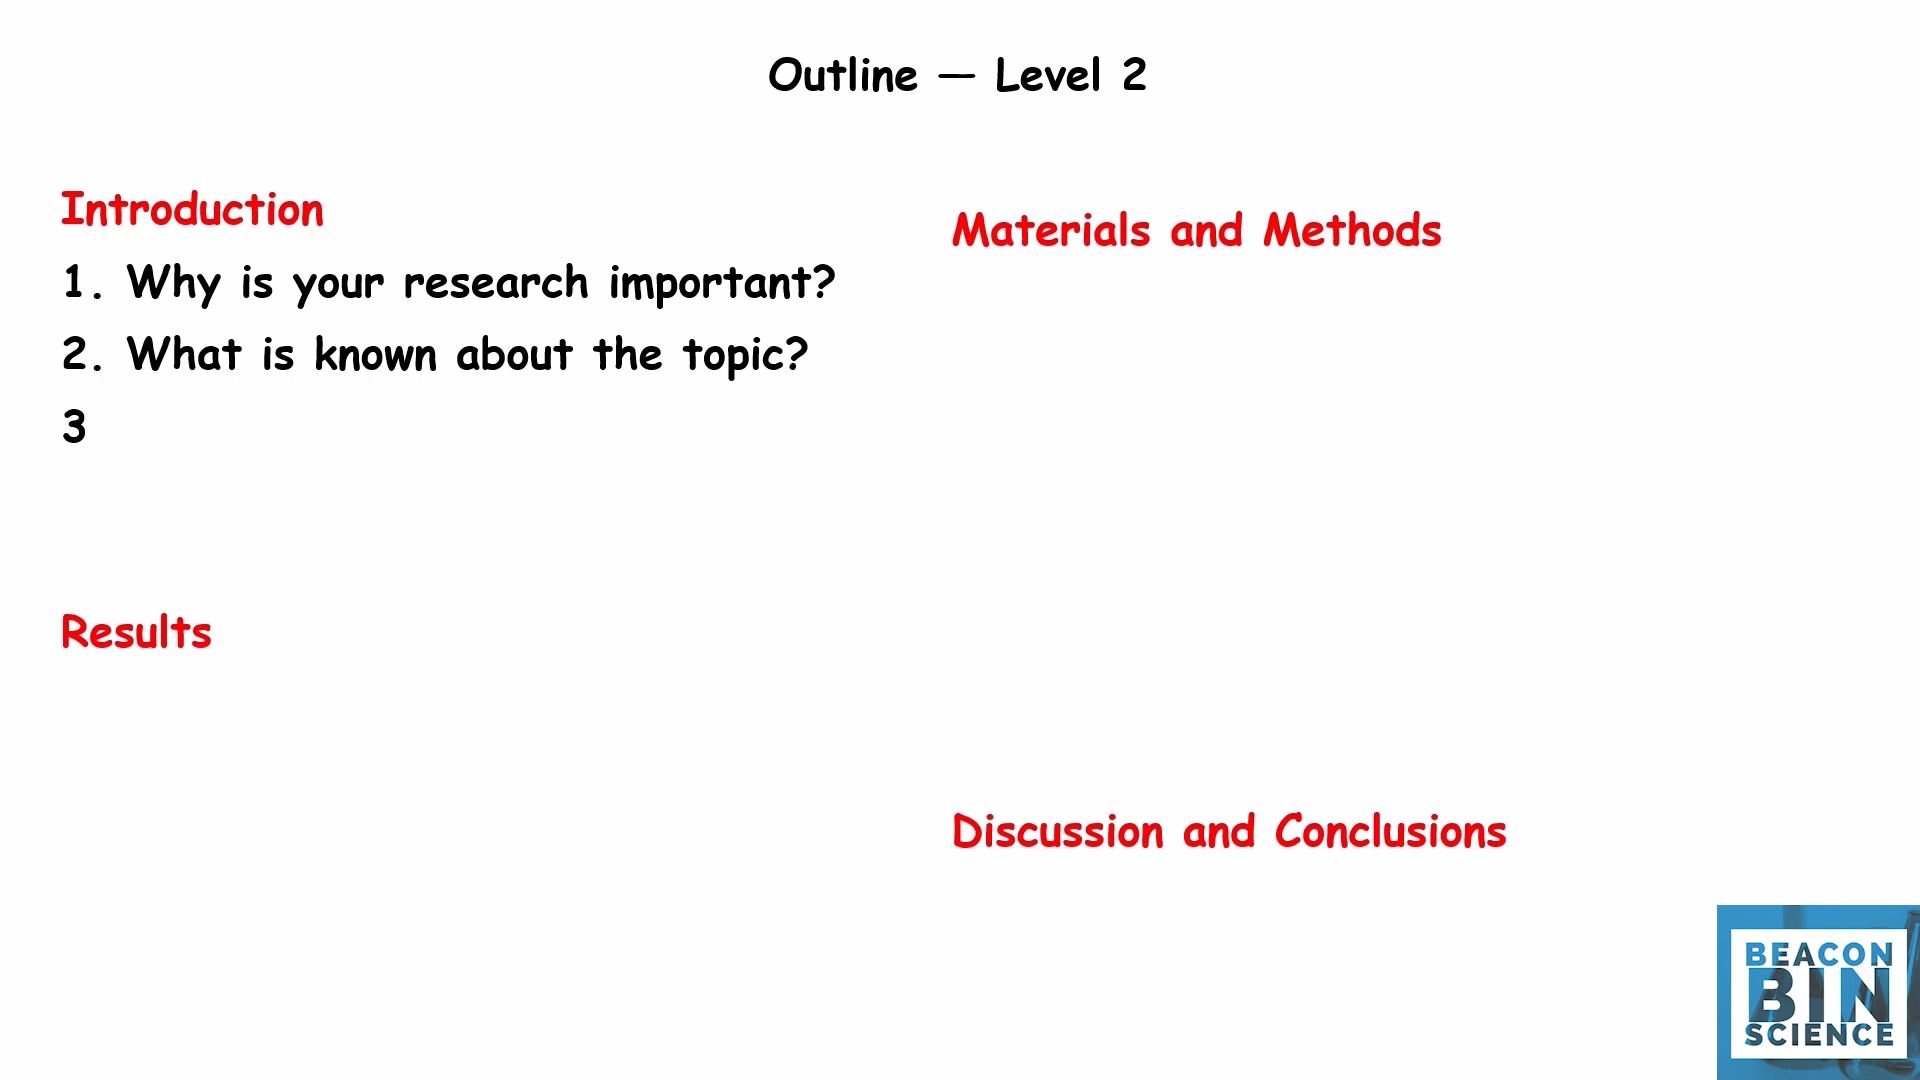 Outline — Level 2
Introduction
1. Why is your research important?
2. What is known about the topic?
3
Results
Materials and Methods
Discussion and Conclusions
BEACON
BIN
SCIENCE